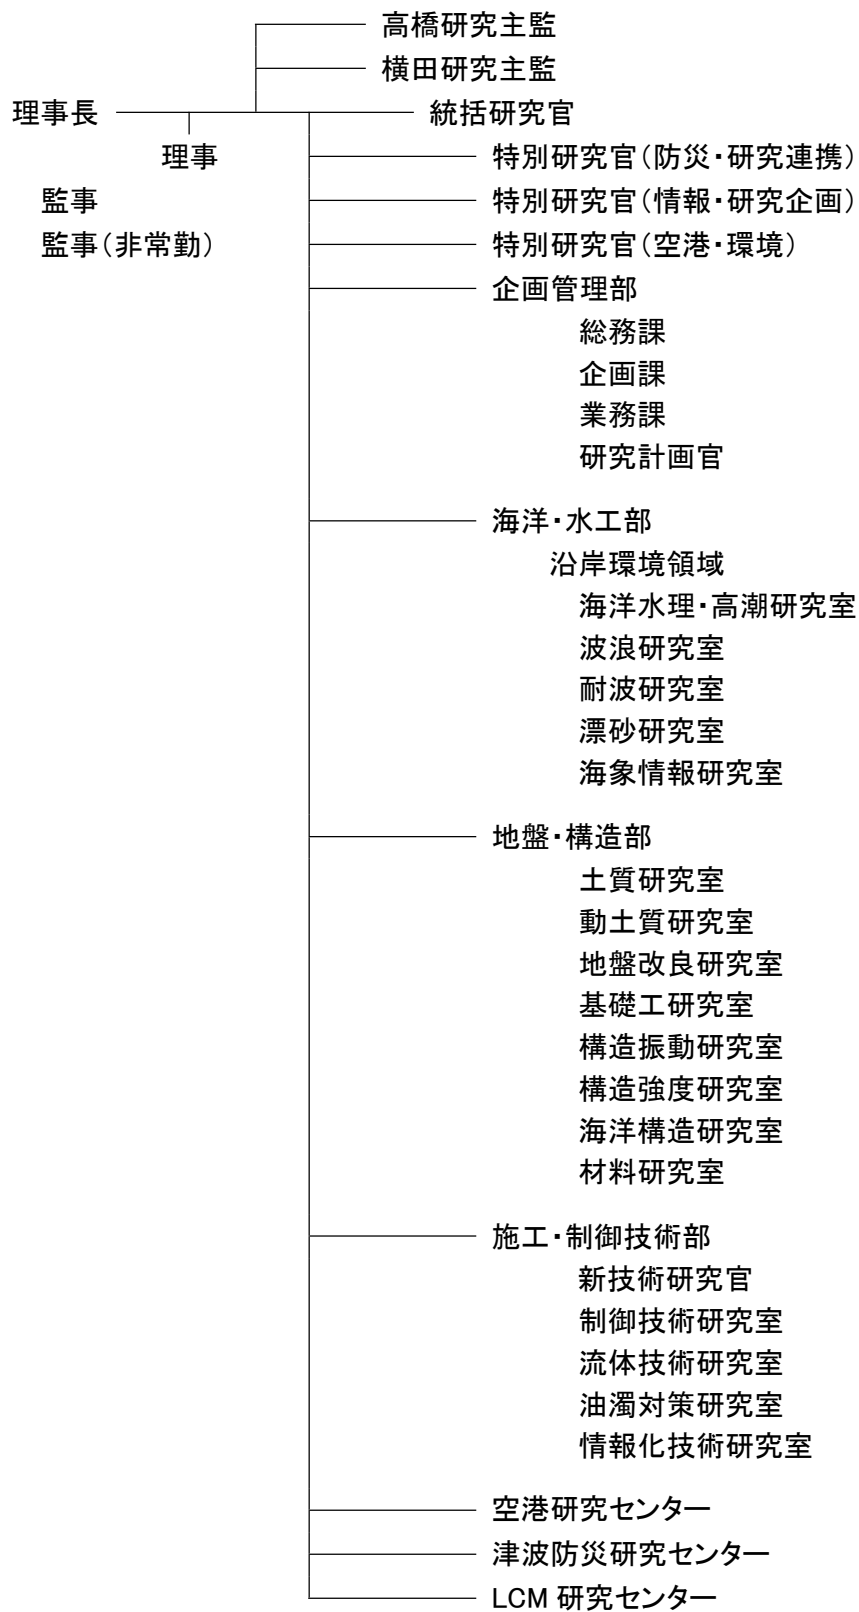 高橋研究主監
横田研究主監
理事長 統括研究官
理事 特別研究官(防災・研究連携)
監事 特別研究官(情報・研究企画)
監事(非常勤) 特別研究官(空港・環境)
企画管理部
総務課
企画課
業務課
研究計画官
海洋・水工部
沿岸環境領域
海洋水理・高潮研究室
波浪研究室
耐波研究室
漂砂研究室
海象情報研究室
地盤・構造部
土質研究室
動土質研究室
地盤改良研究室
基礎工研究室
構造振動研究室
構造強度研究室
海洋構造研究室
材料研究室
施工・制御技術部
新技術研究官
制御技術研究室
流体技術研究室
油濁対策研究室
情報化技術研究室
空港研究センター
津波防災研究センター
LCM 研究センター